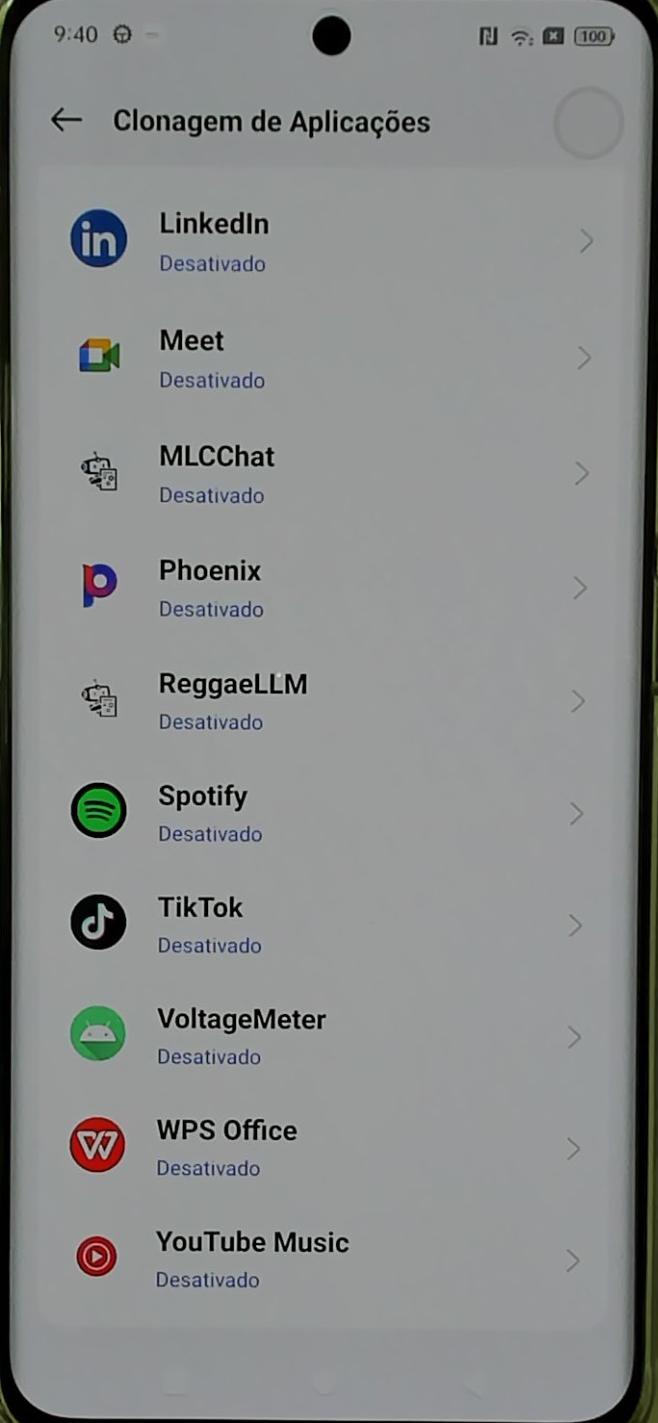 9:40
100
Clonagem de Aplicações
LinkedIn
Desativado
Meet
Desativado
MLCChat
Desativado
Phoenix
Desativado
ReggaeLLM
Desativado
Spotify
Desativado
TikTok
Desativado
VoltageMeter
Desativado
WPS Office
Desativado
YouTube Music
Desativado